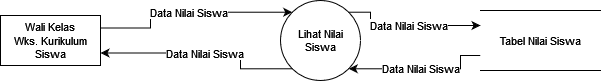 Wali Kelas
Wks. Kurikulum
Siswa
Data Nilai Siswa
Data Nilai Siswa
Lihat Nilai
Siswa
Data Nilai Siswa
Data Nilai Siswa
Tabel Nilai Siswa